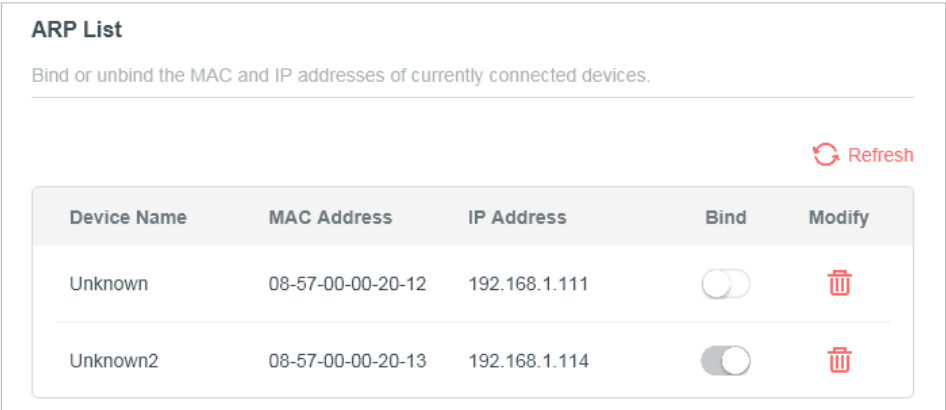 ARP List
Bind or unbind the MAC and IP addresses of currently connected devices.
Refresh
Device Name MAC Address IP Address Bind Modify
Unknown 08-57-00-00-20-12 192.168.1.111
Unknown2 08-57-00-00-20-13 192.168.1.114